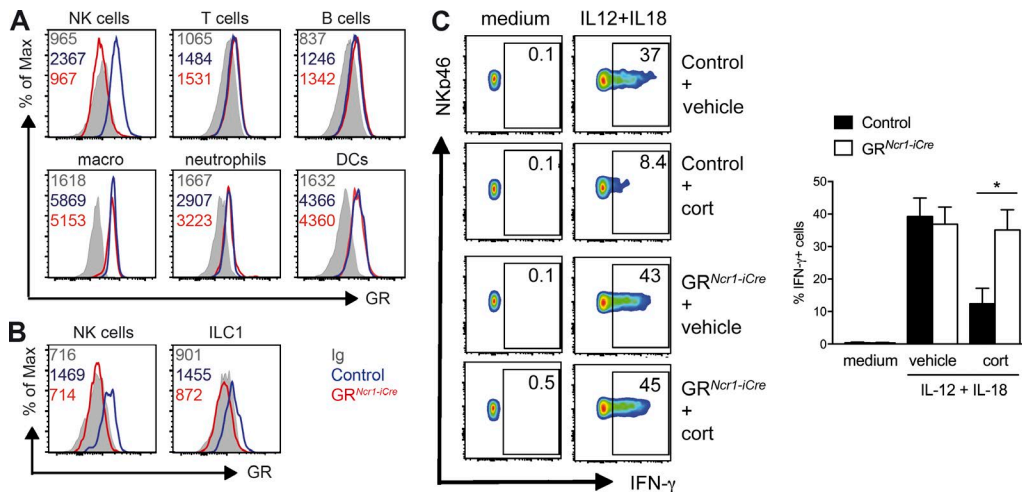 A
NK cells
T cells
B cells
965
2367
967
1065
1484
1531
837
1246
1342
% of Max
macro
neutrophils
DCs
1618
5869
5153
1667
2907
3223
1632
4366
4360
GR
B
NK cells
ILC1
716
1469
714
901
1455
872
Ig
Control
GR^Ncr1-iCre
% of Max
GR
C
medium
IL12+IL18
NKp46
0.1
37
Control
+
vehicle
0.1
8.4
Control
+
cort
0.1
43
GR^Ncr1-iCre
+
vehicle
0.5
45
GR^Ncr1-iCre
+
cort
IFN-γ
Control
GR^Ncr1-iCre
% IFN-γ+ cells
50
40
30
20
10
0
*
medium
vehicle
cort
IL-12 + IL-18